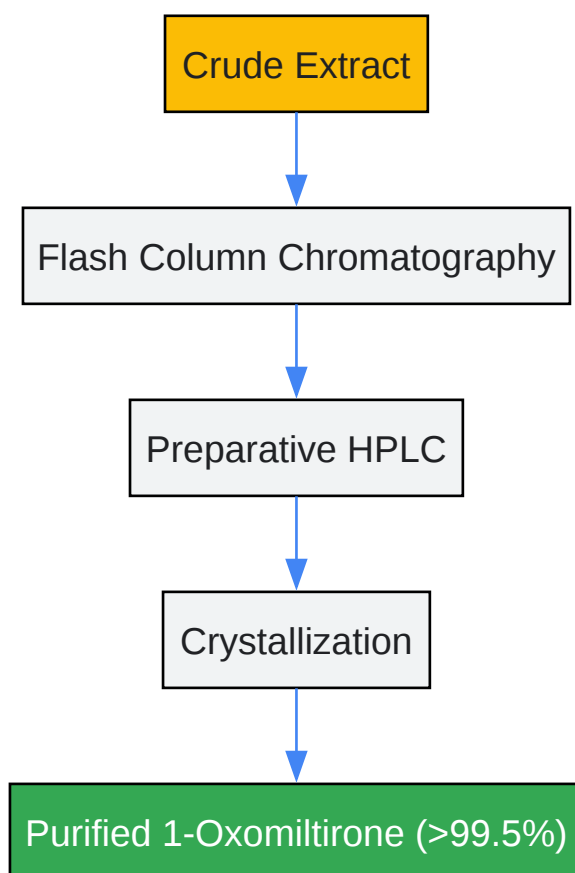 Crude Extract
Flash Column Chromatography
Preparative HPLC
Crystallization
Purified 1-Oxomiltirone (>99.5%)